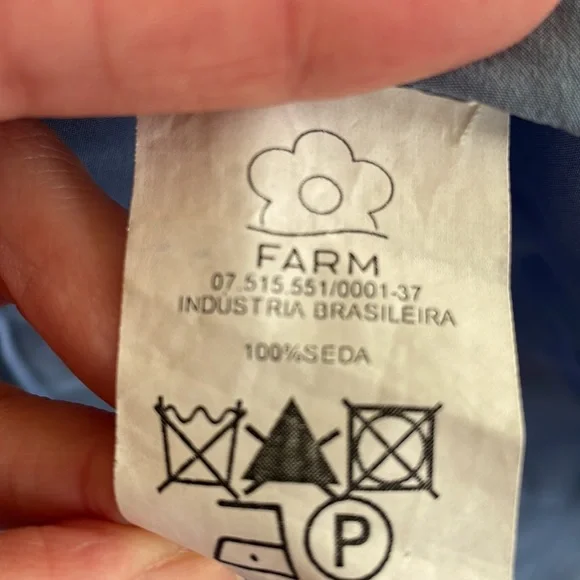 FARM
07.515.551/0001-37
INDUSTRIA BRASILEIRA
100%SEDA
P